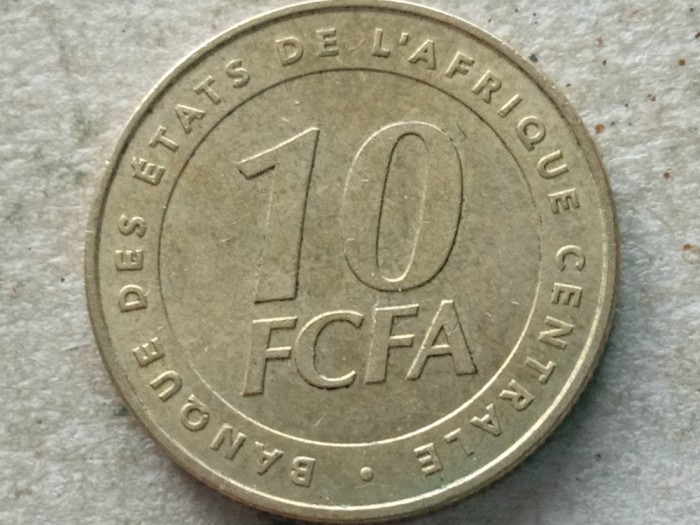 BANQUE DES ÉTATS DE L'AFRIQUE CENTRALE •
10
FCFA